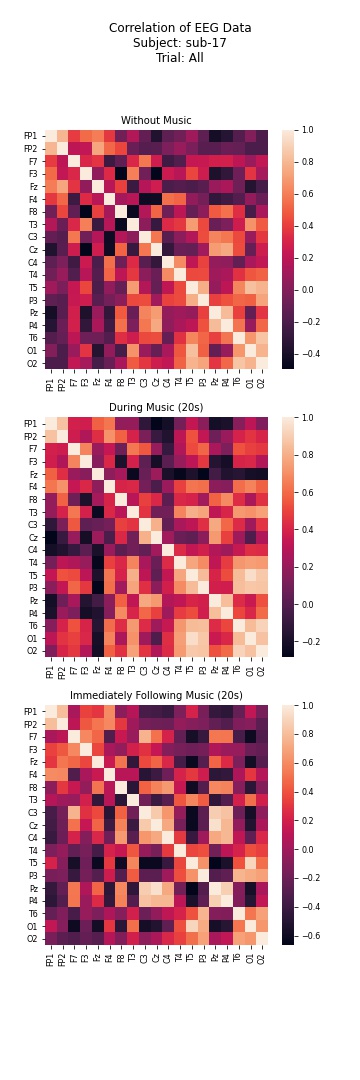 Correlation of EEG Data
Subject: sub-17
Trial: All
Without Music
FP1
FP2
F7
F3
Fz
F4
F8
T3
C3
Cz
C4
T4
T5
P3
Pz
P4
T6
O1
O2
FP1 FP2 F7 F3 Fz F4 F8 T3 C3 Cz C4 T4 T5 P3 Pz P4 T6 O1 O2
1.0
0.8
0.6
0.4
0.2
0.0
−0.2
−0.4
During Music (20s)
FP1
FP2
F7
F3
Fz
F4
F8
T3
C3
Cz
C4
T4
T5
P3
Pz
P4
T6
O1
O2
FP1 FP2 F7 F3 Fz F4 F8 T3 C3 Cz C4 T4 T5 P3 Pz P4 T6 O1 O2
1.0
0.8
0.6
0.4
0.2
0.0
−0.2
Immediately Following Music (20s)
FP1
FP2
F7
F3
Fz
F4
F8
T3
C3
Cz
C4
T4
T5
P3
Pz
P4
T6
O1
O2
FP1 FP2 F7 F3 Fz F4 F8 T3 C3 Cz C4 T4 T5 P3 Pz P4 T6 O1 O2
1.0
0.8
0.6
0.4
0.2
0.0
−0.2
−0.4
−0.6